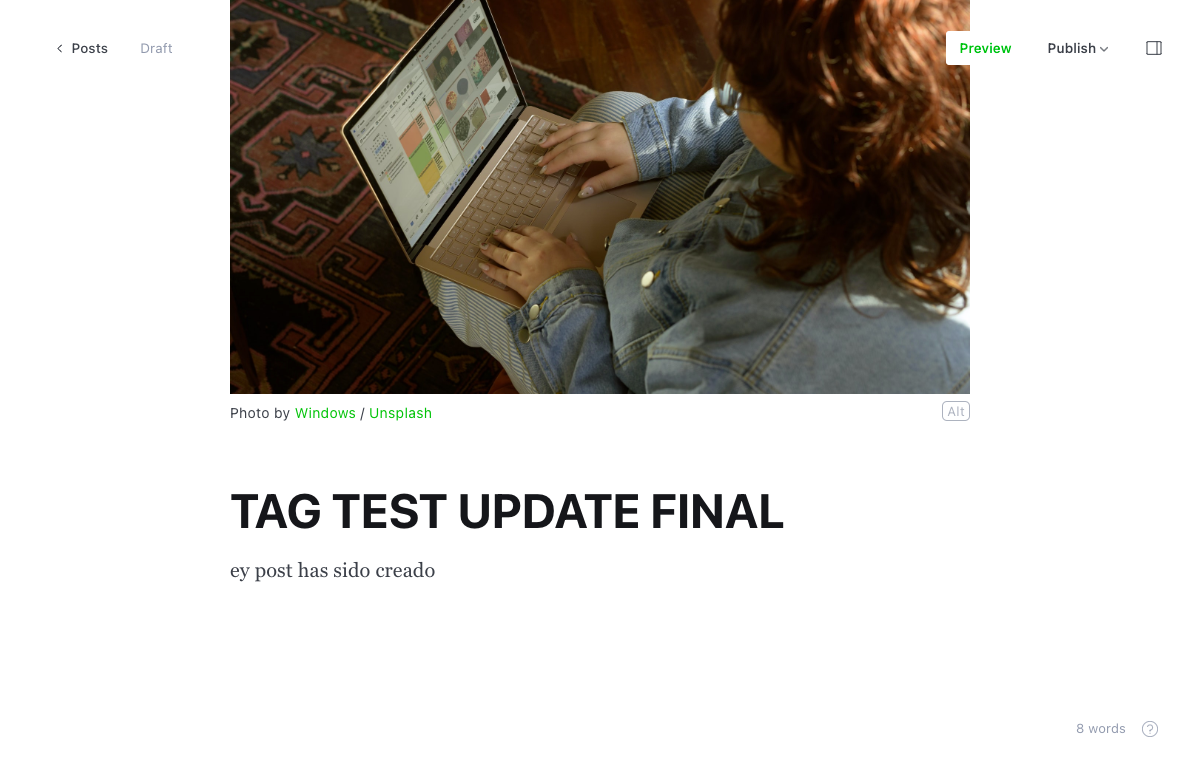 Posts
Draft
Preview
Publish
Photo by Windows / Unsplash
Alt
TAG TEST UPDATE FINAL
ey post has sido creado
8 words
?